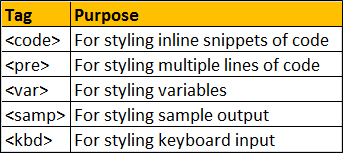 Tag Purpose
<code> For styling inline snippets of code
<pre> For styling multiple lines of code
<var> For styling variables
<samp> For styling sample output
<kbd> For styling keyboard input